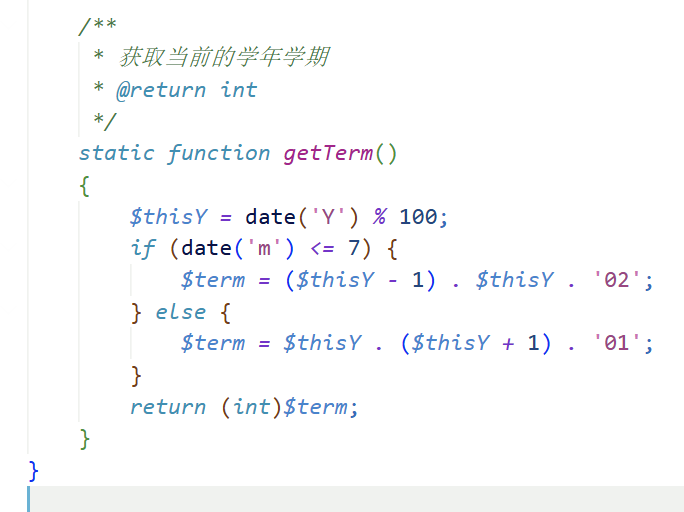 /**
 * 获取当前的学年学期
 * @return int
 */
static function getTerm()
{
    $thisY = date('Y') % 100;
    if (date('m') <= 7) {
        $term = ($thisY - 1) . $thisY . '02';
    } else {
        $term = $thisY . ($thisY + 1) . '01';
    }
    return (int)$term;
}
}